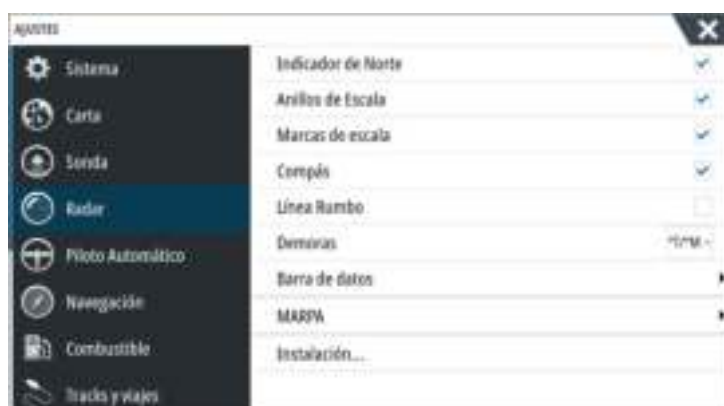 AJUSTES
Sistema
Carta
Sonda
Radar
Piloto Automático
Navegación
Combustible
Tracks y viajes
Indicador de Norte
Anillos de Escala
Marcas de escala
Compás
Línea Rumbo
Demoras
°T/°M
Barra de datos
MARPA
Instalación...